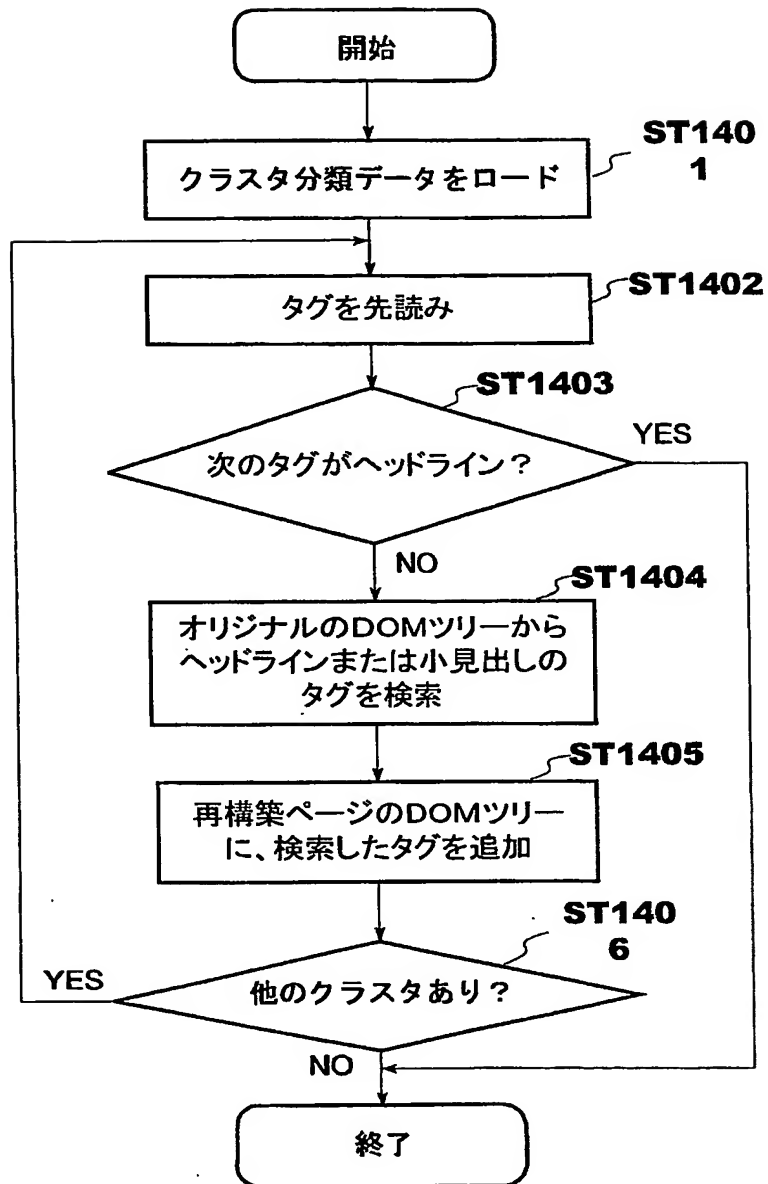 開始
クラスタ分類データをロード
ST140
1
タグを先読み
ST1402
ST1403
次のタグがヘッドライン？
YES
NO
ST1404
オリジナルのDOMツリーから
ヘッドラインまたは小見出しの
タグを検索
ST1405
再構築ページのDOMツリー
に、検索したタグを追加
ST140
6
他のクラスタあり？
YES
NO
終了